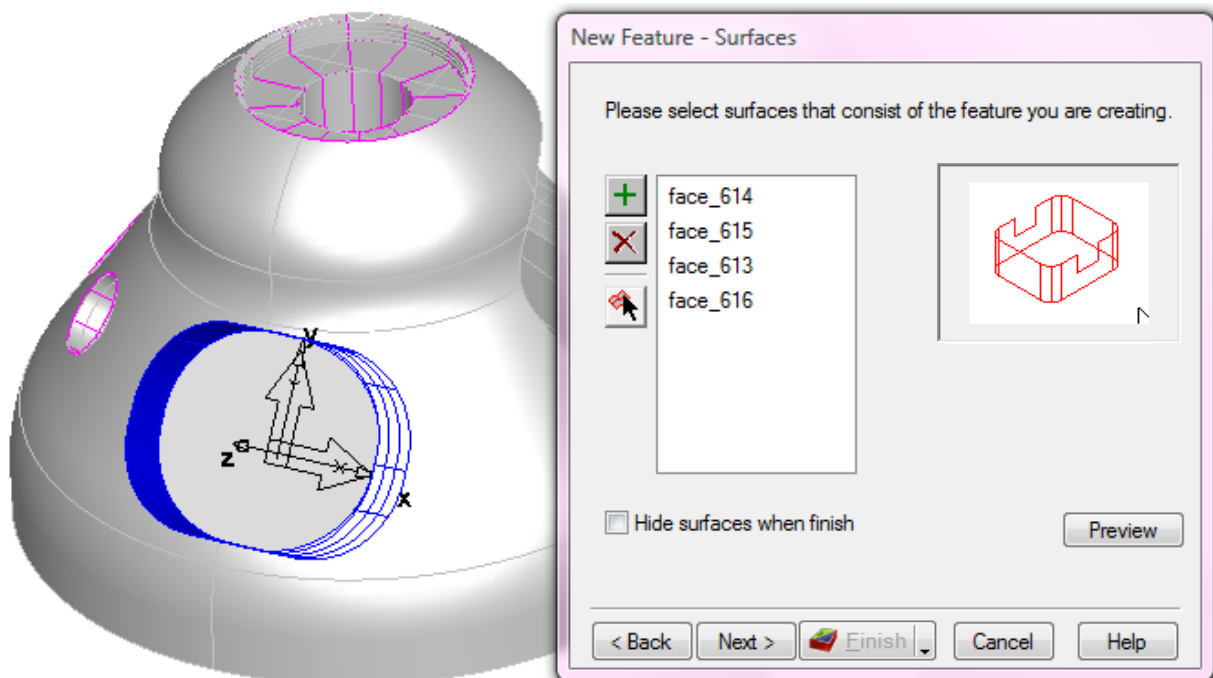 New Feature - Surfaces
Please select surfaces that consist of the feature you are creating.
face_614
face_615
face_613
face_616
y
z
x
Hide surfaces when finish
Preview
< Back
Next >
Finish
Cancel
Help